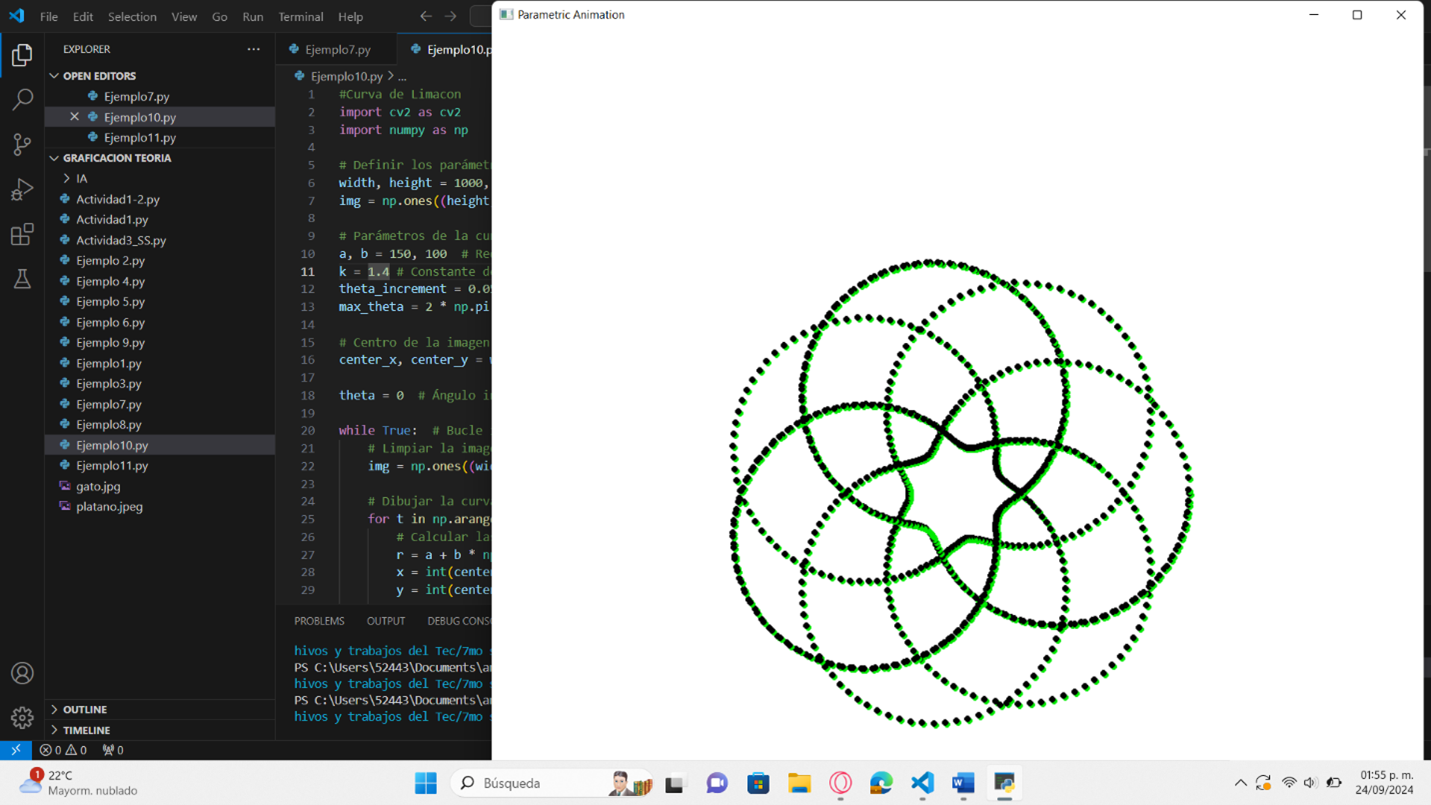 File Edit Selection View Go Run Terminal Help
Parametric Animation
EXPLORER
OPEN EDITORS
Ejemplo7.py
Ejemplo10.py
Ejemplo11.py
GRAFICACION TEORIA
IA
Actividad1-2.py
Actividad1.py
Actividad3_SS.py
Ejemplo 2.py
Ejemplo 4.py
Ejemplo 5.py
Ejemplo 6.py
Ejemplo 9.py
Ejemplo1.py
Ejemplo3.py
Ejemplo7.py
Ejemplo8.py
Ejemplo10.py
Ejemplo11.py
gato.jpg
platano.jpeg
OUTLINE
TIMELINE
Ejemplo7.py Ejemplo10.p
Ejemplo10.py > ...
1 #Curva de Limacon
2 import cv2 as cv2
3 import numpy as np
4
5 # Definir los parámet
6 width, height = 1000,
7 img = np.ones((height
8
9 # Parámetros de la cu
10 a, b = 150, 100 # Re
11 k = 1.4 # Constante d
12 theta_increment = 0.0
13 max_theta = 2 * np.pi
14
15 # Centro de la imagen
16 center_x, center_y =
17
18 theta = 0 # Ángulo i
19
20 while True: # Bucle
21 # Limpiar la imag
22 img = np.ones((wi
23
24 # Dibujar la curv
25 for t in np.arang
26 # Calcular la
27 r = a + b * n
28 x = int(cente
29 y = int(cente
PROBLEMS OUTPUT DEBUG CONS
hivos y trabajos del Tec/7mo
PS C:\Users\52443\Documents\a
hivos y trabajos del Tec/7mo
PS C:\Users\52443\Documents\a
hivos y trabajos del Tec/7mo
0 0 0
1
22°C
Mayorm. nublado
Búsqueda
01:55 p. m.
24/09/2024